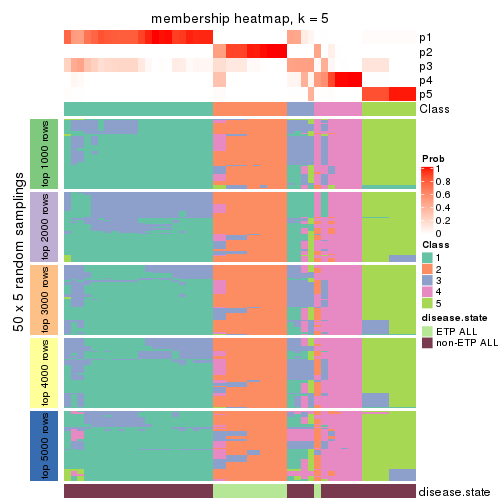 membership heatmap, k = 5
p1
p2
p3
p4
p5
Class
50 x 5 random samplings
top 1000 rows
top 2000 rows
top 3000 rows
top 4000 rows
top 5000 rows
disease.state
Prob
1
0.8
0.6
0.4
0.2
0
Class
1
2
3
4
5
disease.state
ETP ALL
non-ETP ALL